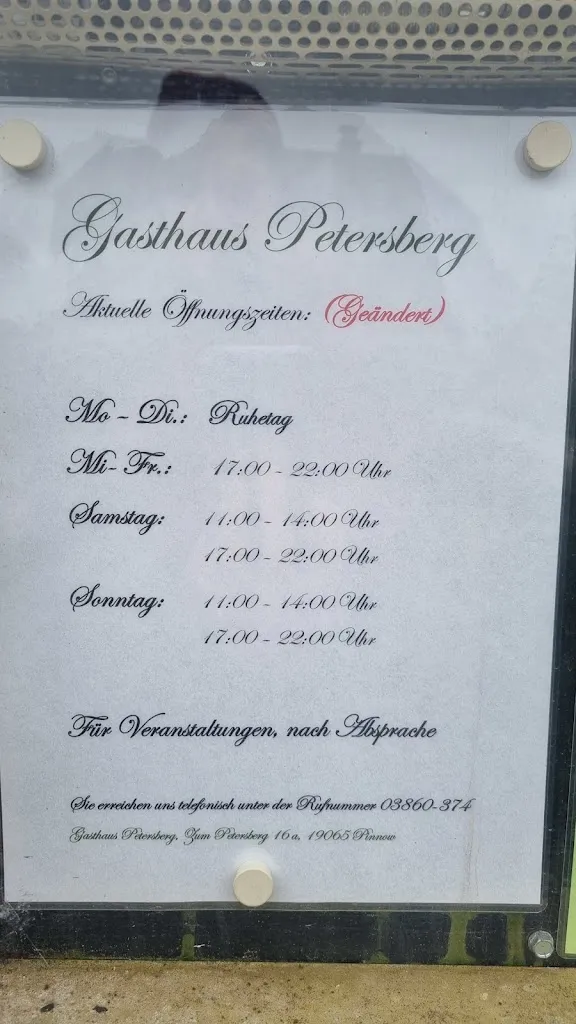 Gasthaus Petersberg
Aktuelle Öffnungszeiten: (Geändert)
Mo - Di.: Ruhetag
Mi- Fr.: 17:00 - 22:00 Uhr
Samstag: 11:00 - 14:00 Uhr
17:00 - 22:00 Uhr
Sonntag: 11:00 - 14:00 Uhr
17:00 - 22:00 Uhr
Für Veranstaltungen, nach Absprache
Sie erreichen uns telefonisch unter der Rufnummer 03860-374
Gasthaus Petersberg, Zum Petersberg 16 a, 19065 Pinnow